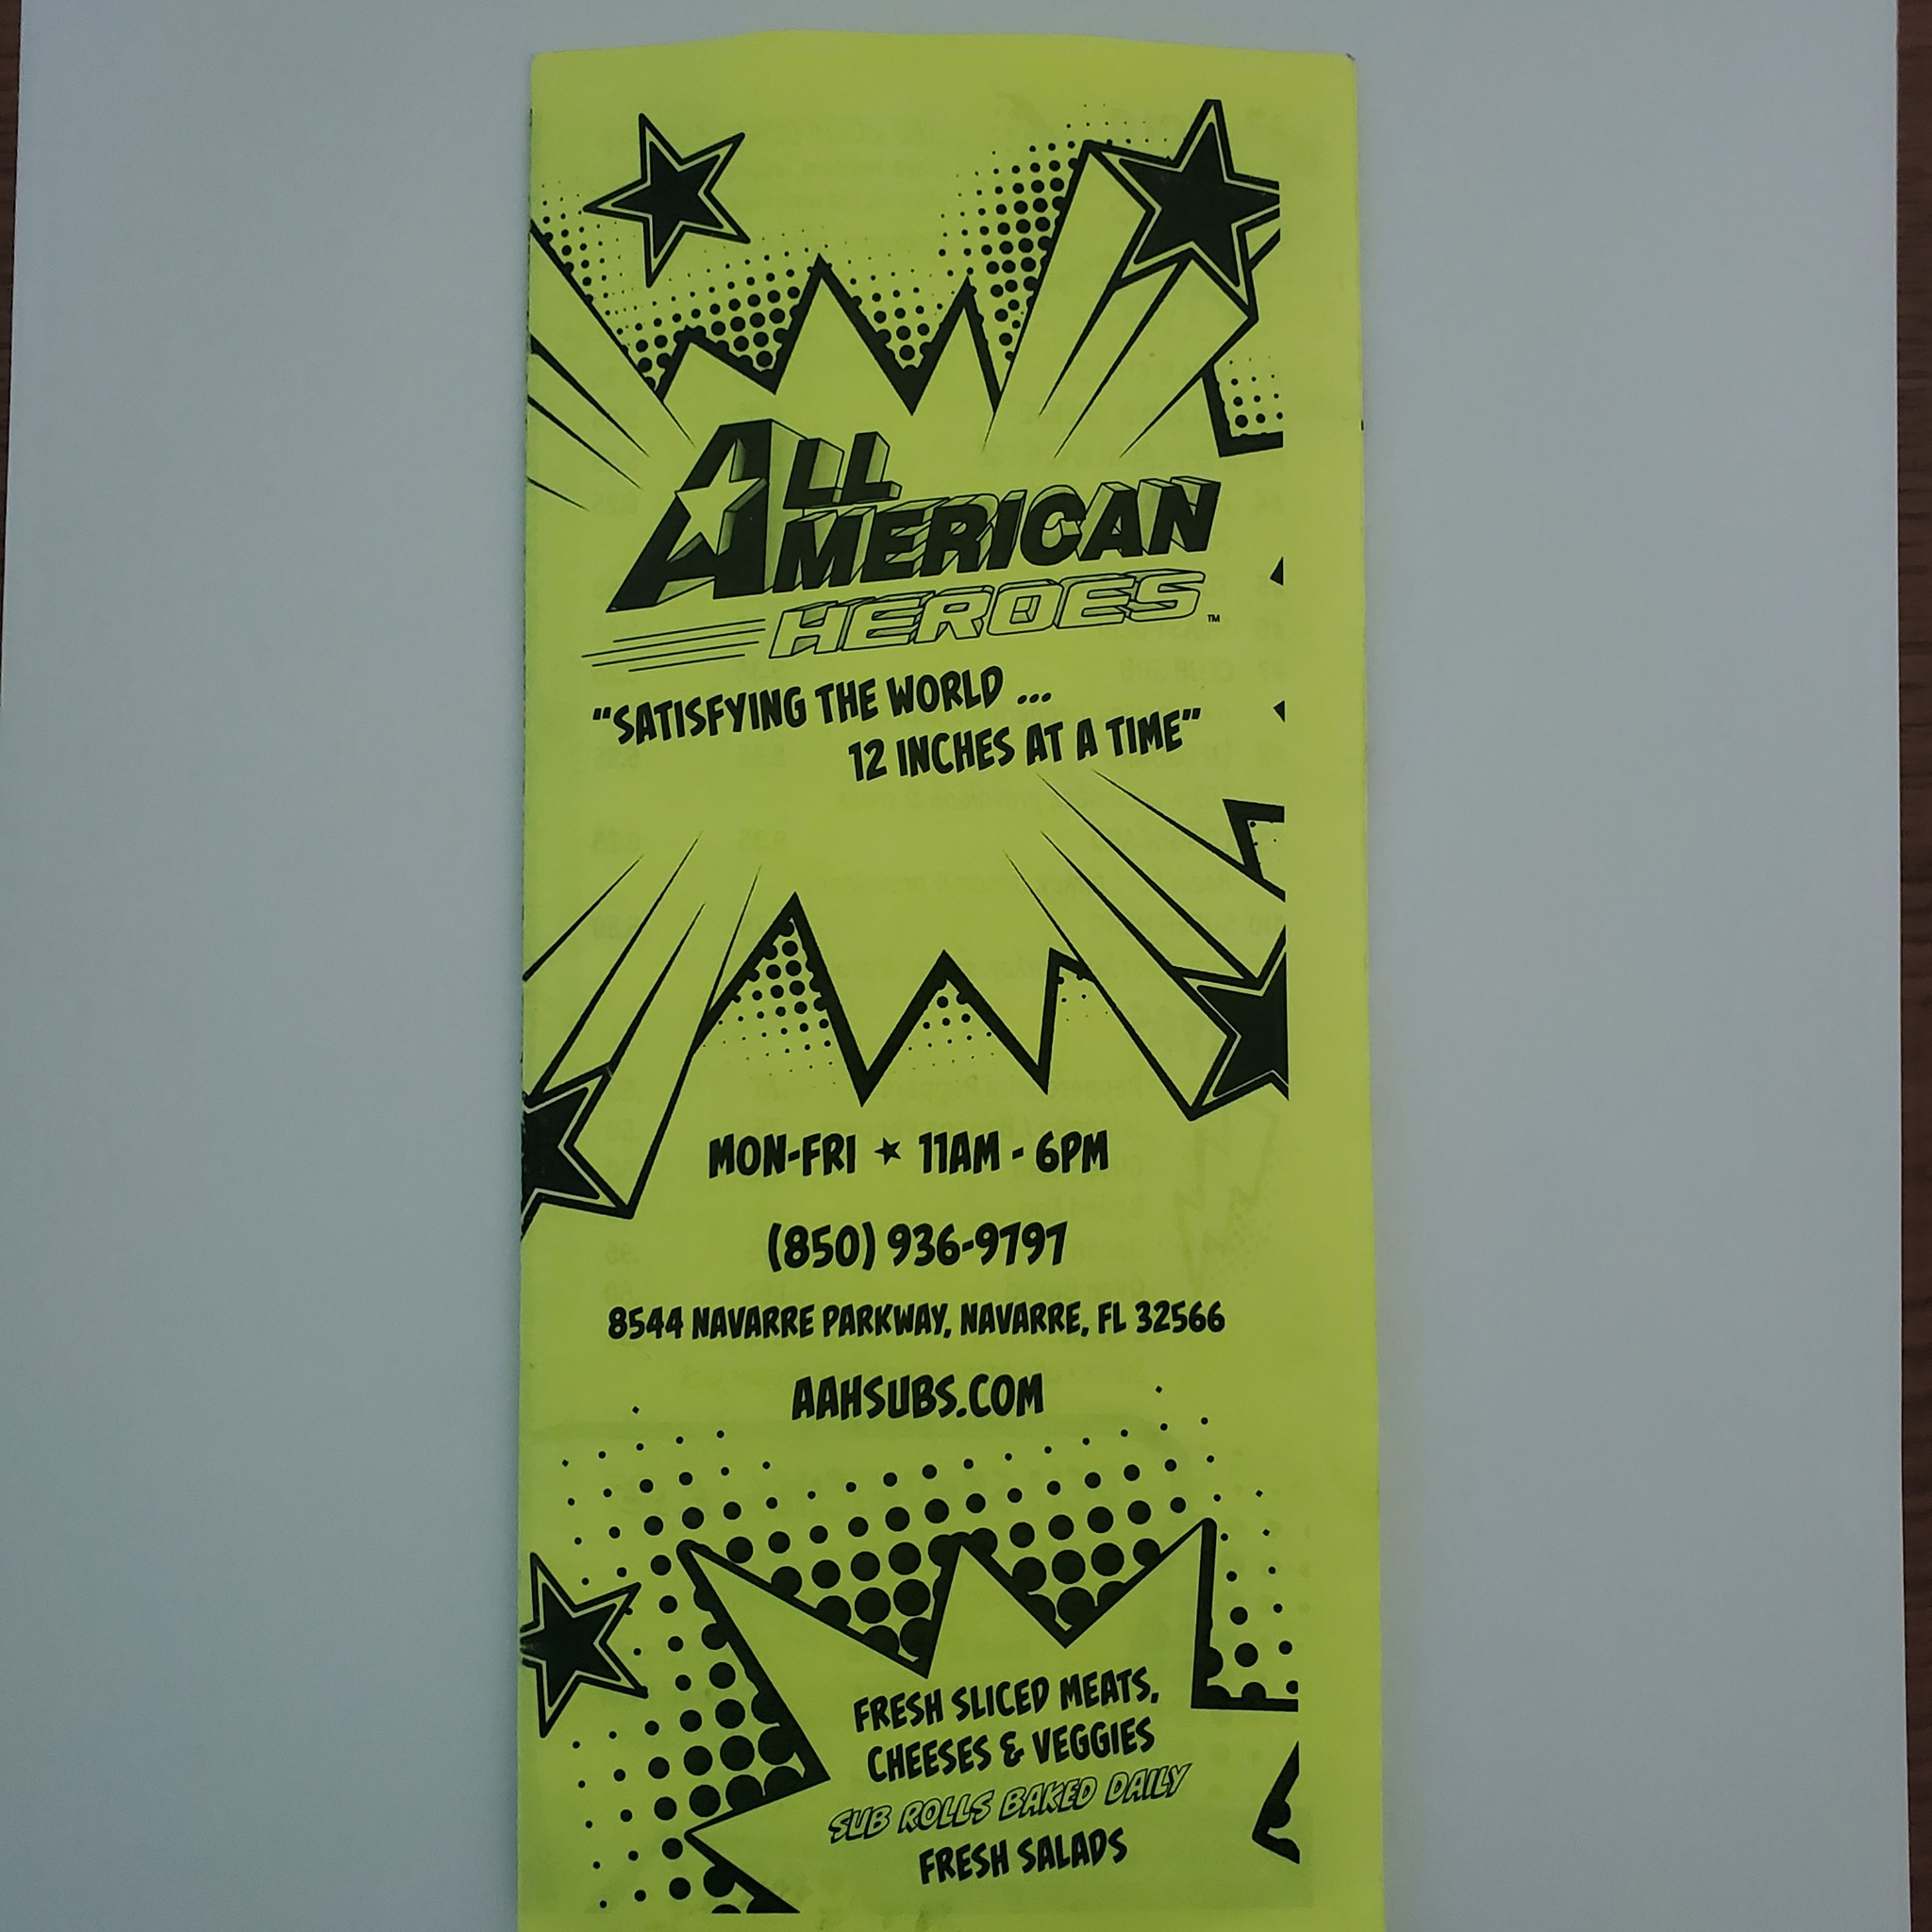 ALL
AMERICAN
HEROES™
"SATISFYING THE WORLD ...
12 INCHES AT A TIME"
MON-FRI ★ 11AM - 6PM
(850) 936-9797
8544 NAVARRE PARKWAY, NAVARRE, FL 32566
AAHSUBS.COM
FRESH SLICED MEATS,
CHEESES & VEGGIES
SUB ROLLS BAKED DAILY
FRESH SALADS